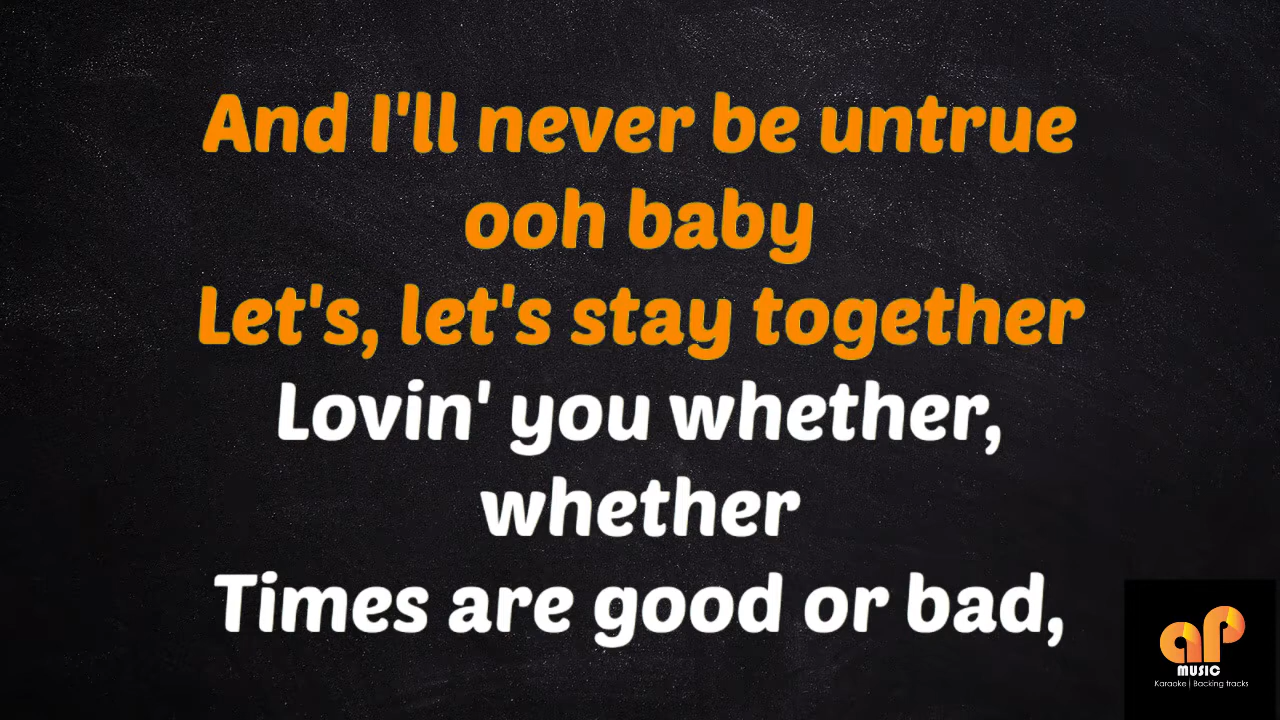 And I'll never be untrue
ooh baby
Let's, let's stay together
Lovin' you whether,
whether
Times are good or bad,
aP
MUSIC
Karaoke | Backing tracks